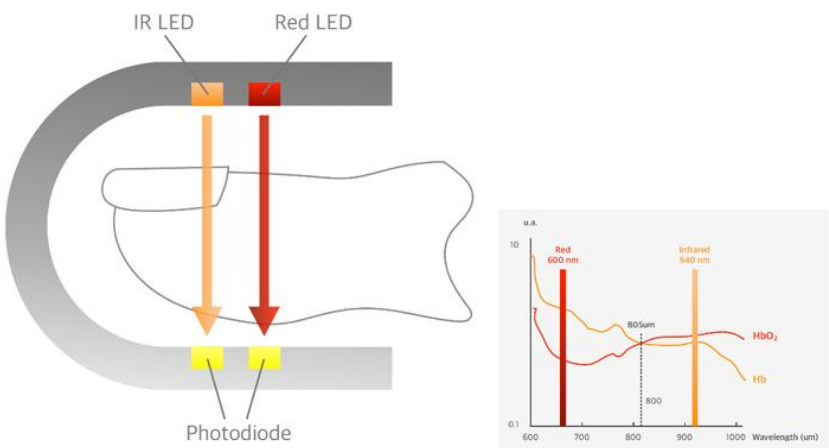 IR LED
Red LED
Photodiode
u.a.
10
Red
600 nm
Infrared
940 nm
805um
HbO₂
Hb
800
0.1
600
700
800
900
1000
Wavelength (um)